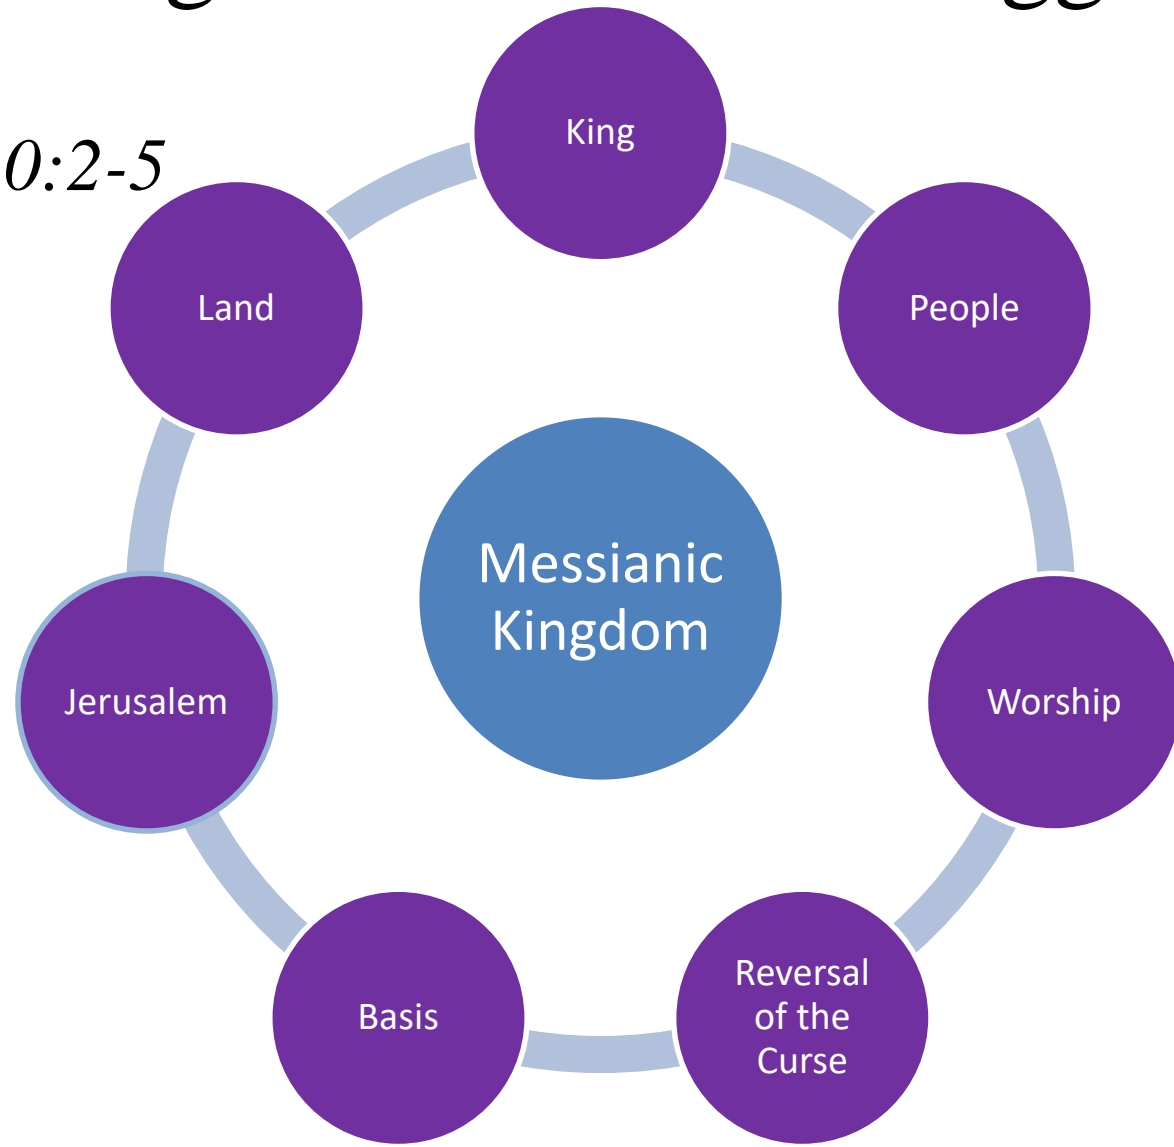 0:2-5
King
Land
People
Messianic
Kingdom
Jerusalem
Worship
Reversal
of the
Curse
Basis